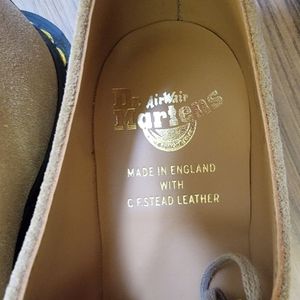 Dr. AirWair
Martens
MADE IN ENGLAND
WITH
C.F.STEAD LEATHER